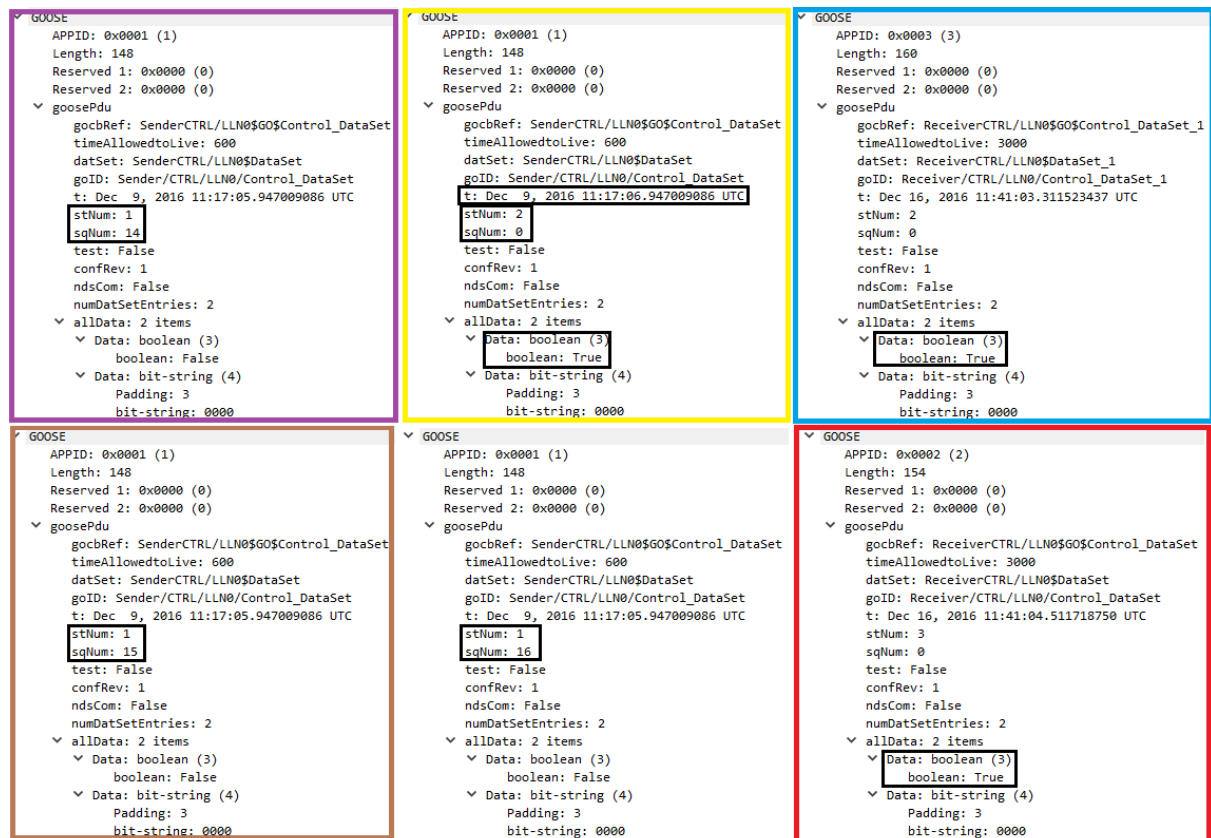 GOOSE
APPID: 0x0001 (1)
Length: 148
Reserved 1: 0x0000 (0)
Reserved 2: 0x0000 (0)
goosePdu
gocbRef: SenderCTRL/LLN0$GO$Control_DataSet
timeAllowedtoLive: 600
datSet: SenderCTRL/LLN0$DataSet
goID: Sender/CTRL/LLN0/Control_DataSet
t: Dec  9, 2016 11:17:05.947009086 UTC
stNum: 1
sqNum: 14
test: False
confRev: 1
ndsCom: False
numDatSetEntries: 2
allData: 2 items
Data: boolean (3)
boolean: False
Data: bit-string (4)
Padding: 3
bit-string: 0000
GOOSE
APPID: 0x0001 (1)
Length: 148
Reserved 1: 0x0000 (0)
Reserved 2: 0x0000 (0)
goosePdu
gocbRef: SenderCTRL/LLN0$GO$Control_DataSet
timeAllowedtoLive: 600
datSet: SenderCTRL/LLN0$DataSet
goID: Sender/CTRL/LLN0/Control_DataSet
t: Dec  9, 2016 11:17:06.947009086 UTC
stNum: 2
sqNum: 0
test: False
confRev: 1
ndsCom: False
numDatSetEntries: 2
allData: 2 items
Data: boolean (3)
boolean: True
Data: bit-string (4)
Padding: 3
bit-string: 0000
GOOSE
APPID: 0x0003 (3)
Length: 160
Reserved 1: 0x0000 (0)
Reserved 2: 0x0000 (0)
goosePdu
gocbRef: ReceiverCTRL/LLN0$GO$Control_DataSet_1
timeAllowedtoLive: 3000
datSet: ReceiverCTRL/LLN0$DataSet_1
goID: Receiver/CTRL/LLN0/Control_DataSet_1
t: Dec 16, 2016 11:41:03.311523437 UTC
stNum: 2
sqNum: 0
test: False
confRev: 1
ndsCom: False
numDatSetEntries: 2
allData: 2 items
Data: boolean (3)
boolean: True
Data: bit-string (4)
Padding: 3
bit-string: 0000
GOOSE
APPID: 0x0001 (1)
Length: 148
Reserved 1: 0x0000 (0)
Reserved 2: 0x0000 (0)
goosePdu
gocbRef: SenderCTRL/LLN0$GO$Control_DataSet
timeAllowedtoLive: 600
datSet: SenderCTRL/LLN0$DataSet
goID: Sender/CTRL/LLN0/Control_DataSet
t: Dec  9, 2016 11:17:05.947009086 UTC
stNum: 1
sqNum: 15
test: False
confRev: 1
ndsCom: False
numDatSetEntries: 2
allData: 2 items
Data: boolean (3)
boolean: False
Data: bit-string (4)
Padding: 3
bit-string: 0000
GOOSE
APPID: 0x0001 (1)
Length: 148
Reserved 1: 0x0000 (0)
Reserved 2: 0x0000 (0)
goosePdu
gocbRef: SenderCTRL/LLN0$GO$Control_DataSet
timeAllowedtoLive: 600
datSet: SenderCTRL/LLN0$DataSet
goID: Sender/CTRL/LLN0/Control_DataSet
t: Dec  9, 2016 11:17:05.947009086 UTC
stNum: 1
sqNum: 16
test: False
confRev: 1
ndsCom: False
numDatSetEntries: 2
allData: 2 items
Data: boolean (3)
boolean: False
Data: bit-string (4)
Padding: 3
bit-string: 0000
GOOSE
APPID: 0x0002 (2)
Length: 154
Reserved 1: 0x0000 (0)
Reserved 2: 0x0000 (0)
goosePdu
gocbRef: ReceiverCTRL/LLN0$GO$Control_DataSet
timeAllowedtoLive: 3000
datSet: ReceiverCTRL/LLN0$DataSet
goID: Receiver/CTRL/LLN0/Control_DataSet
t: Dec 16, 2016 11:41:04.511718750 UTC
stNum: 3
sqNum: 0
test: False
confRev: 1
ndsCom: False
numDatSetEntries: 2
allData: 2 items
Data: boolean (3)
boolean: True
Data: bit-string (4)
Padding: 3
bit-string: 0000